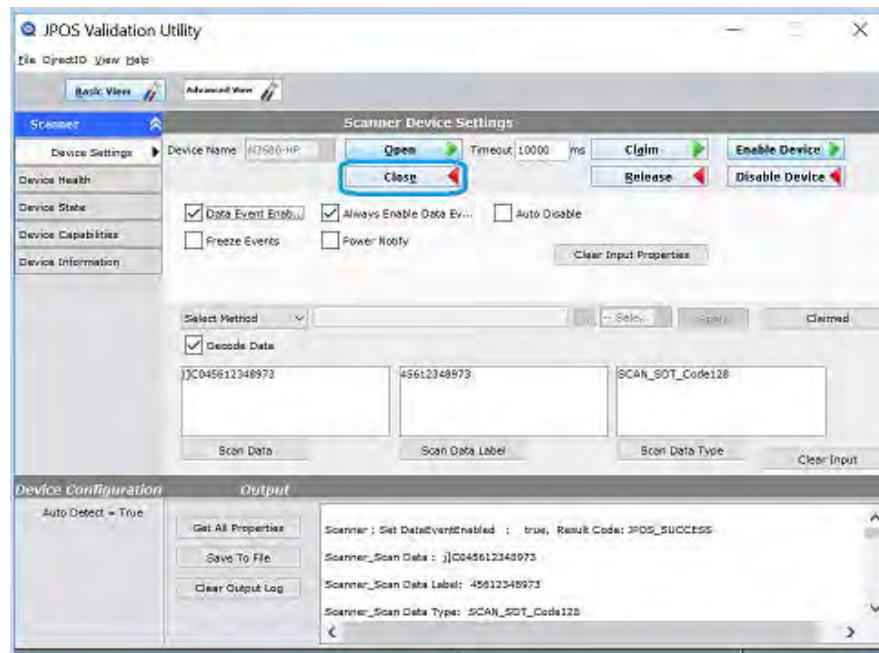 JPOS Validation Utility
File DirectIO View Help
Basic View Advanced View
Scanner Scanner Device Settings
Device Settings Device Name Open Timeout 10000 ms Claim Enable Device
Close Release Disable Device
Device Health
Device State
Device Capabilities
Device Information
Data Event Enab... Always Enable Data Ev... Auto Disable
Freeze Events Power Notify
Clear Input Properties
Select Method -- Sele... Claimed
Decode Data
]C045612348973 45612348973 SCAN_SDT_Code128
Scan Data Scan Data Label Scan Data Type
Clear Input
Device Configuration Output
Auto Detect = True
Get All Properties
Save To File
Clear Output Log
Scanner : Set DataEventEnabled : true, Result Code: JPOS_SUCCESS
Scanner_Scan Data : j]C045612348973
Scanner_Scan Data Label: 45612348973
Scanner_Scan Data Type: SCAN_SDT_Code128